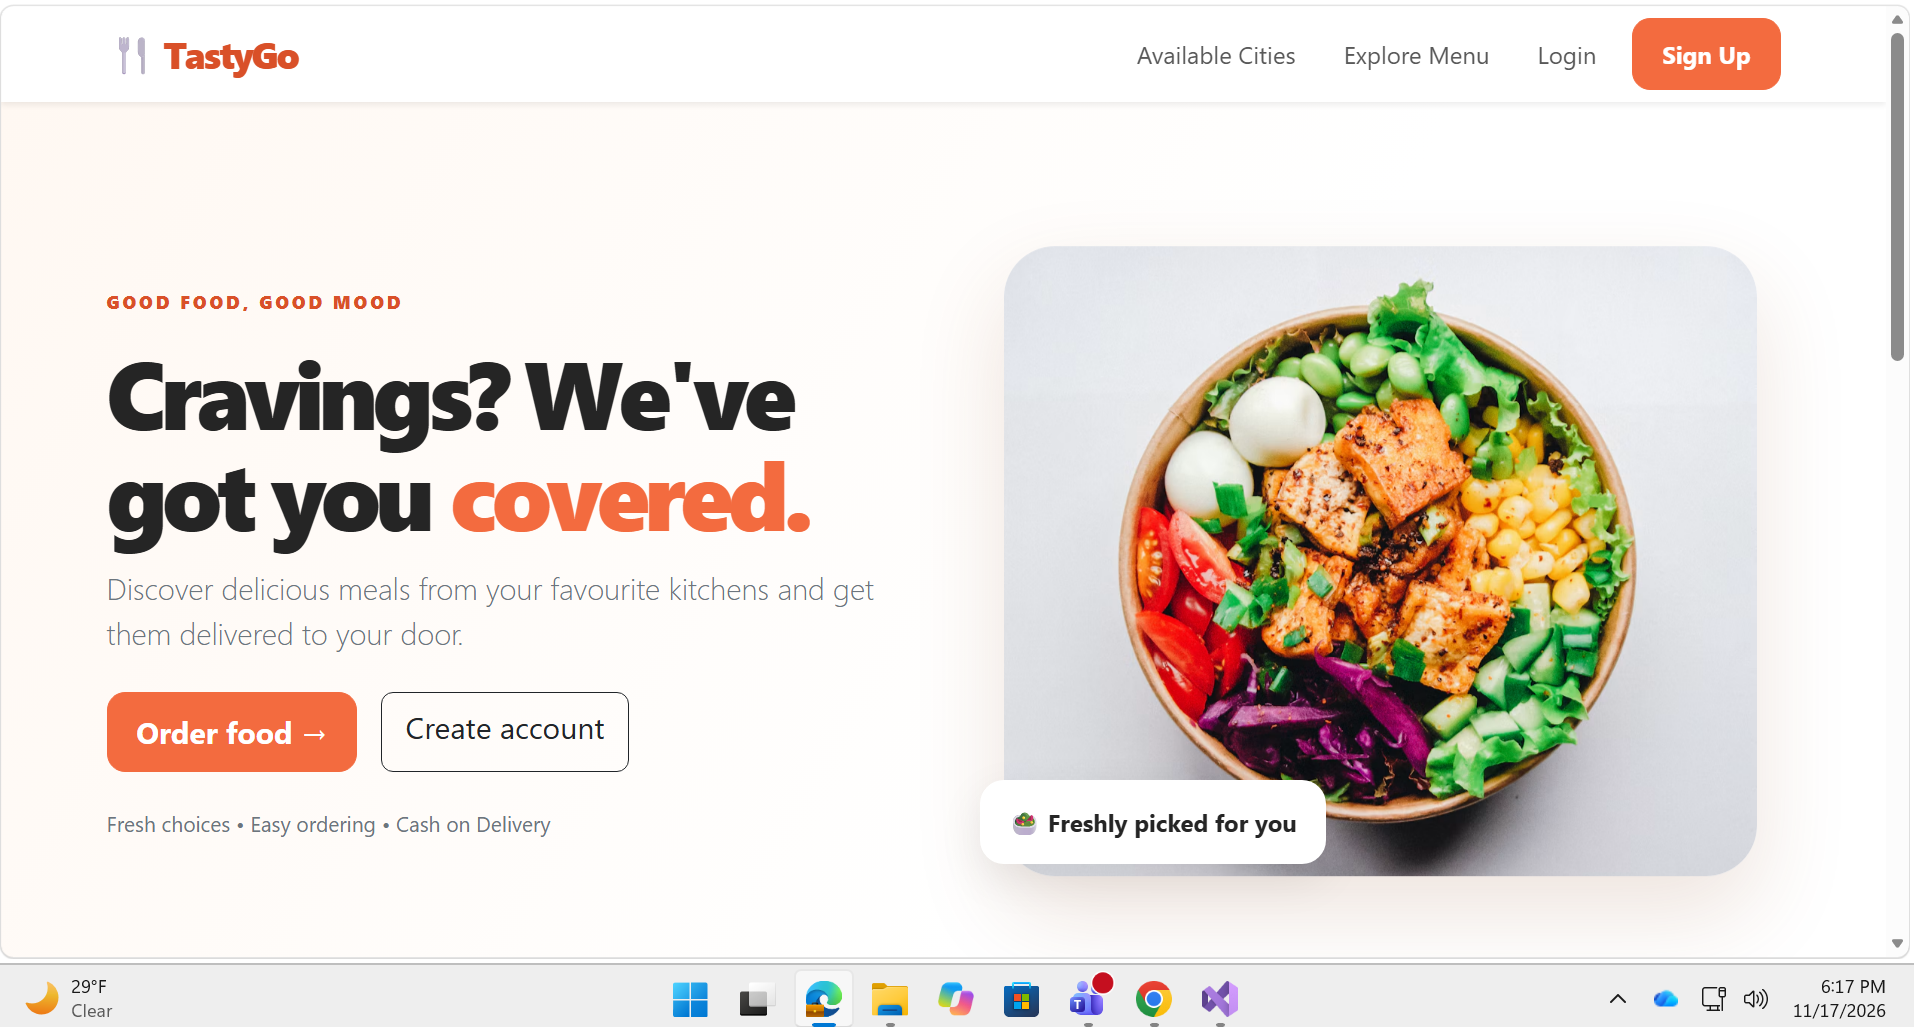 TastyGo
Available Cities
Explore Menu
Login
Sign Up
GOOD FOOD, GOOD MOOD
Cravings? We've
got you covered.
Discover delicious meals from your favourite kitchens and get
them delivered to your door.
Order food →
Create account
Fresh choices • Easy ordering • Cash on Delivery
Freshly picked for you
29°F
Clear
T
6:17 PM
11/17/2026